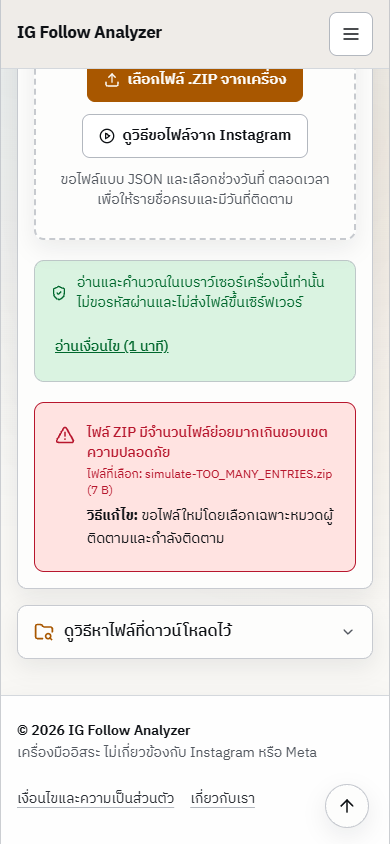 IG Follow Analyzer
เลือกไฟล์ .ZIP จากเครื่อง
ดูวิธีขอไฟล์จาก Instagram
ขอไฟล์แบบ JSON และเลือกช่วงวันที่ ตลอดเวลา
เพื่อให้รายชื่อครบและมีวันที่ติดตาม
อ่านและคำนวณในเบราว์เซอร์เครื่องนี้เท่านั้น
ไม่ขอรหัสผ่านและไม่ส่งไฟล์ขึ้นเซิร์ฟเวอร์
อ่านเงื่อนไข (1 นาที)
ไฟล์ ZIP มีจำนวนไฟล์ย่อยมากเกินขอบเขต
ความปลอดภัย
ไฟล์ที่เลือก: simulate-TOO_MANY_ENTRIES.zip
(7 B)
วิธีแก้ไข: ขอไฟล์ใหม่โดยเลือกเฉพาะหมวดผู้
ติดตามและกำลังติดตาม
ดูวิธีหาไฟล์ที่ดาวน์โหลดไว้
© 2026 IG Follow Analyzer
เครื่องมืออิสระ ไม่เกี่ยวข้องกับ Instagram หรือ Meta
เงื่อนไขและความเป็นส่วนตัว เกี่ยวกับเรา